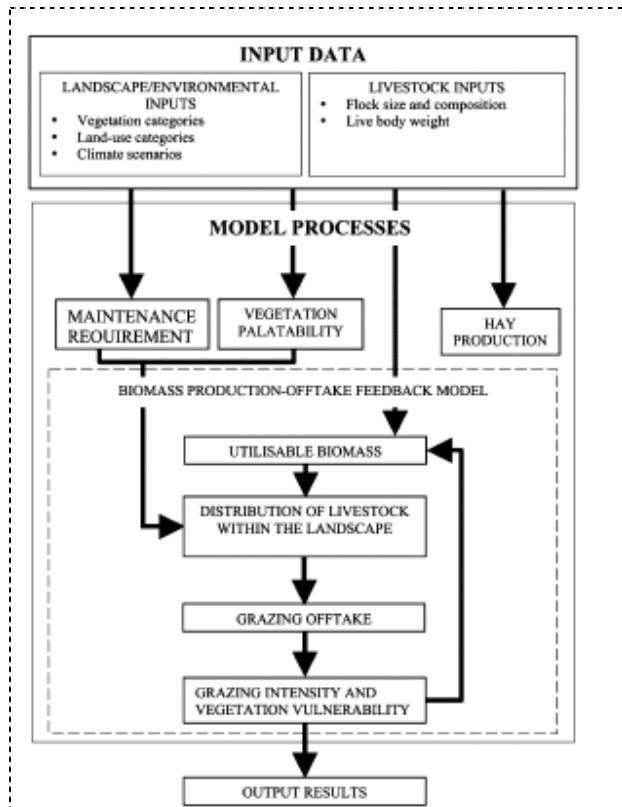 INPUT DATA
LANDSCAPE/ENVIRONMENTAL
INPUTS
• Vegetation categories
• Land-use categories
• Climate scenarios
LIVESTOCK INPUTS
• Flock size and composition
• Live body weight
MODEL PROCESSES
MAINTENANCE
REQUIREMENT
VEGETATION
PALATABILITY
HAY
PRODUCTION
BIOMASS PRODUCTION-OFFTAKE FEEDBACK MODEL
UTILISABLE BIOMASS
DISTRIBUTION OF LIVESTOCK
WITHIN THE LANDSCAPE
GRAZING OFFTAKE
GRAZING INTENSITY AND
VEGETATION VULNERABILITY
OUTPUT RESULTS